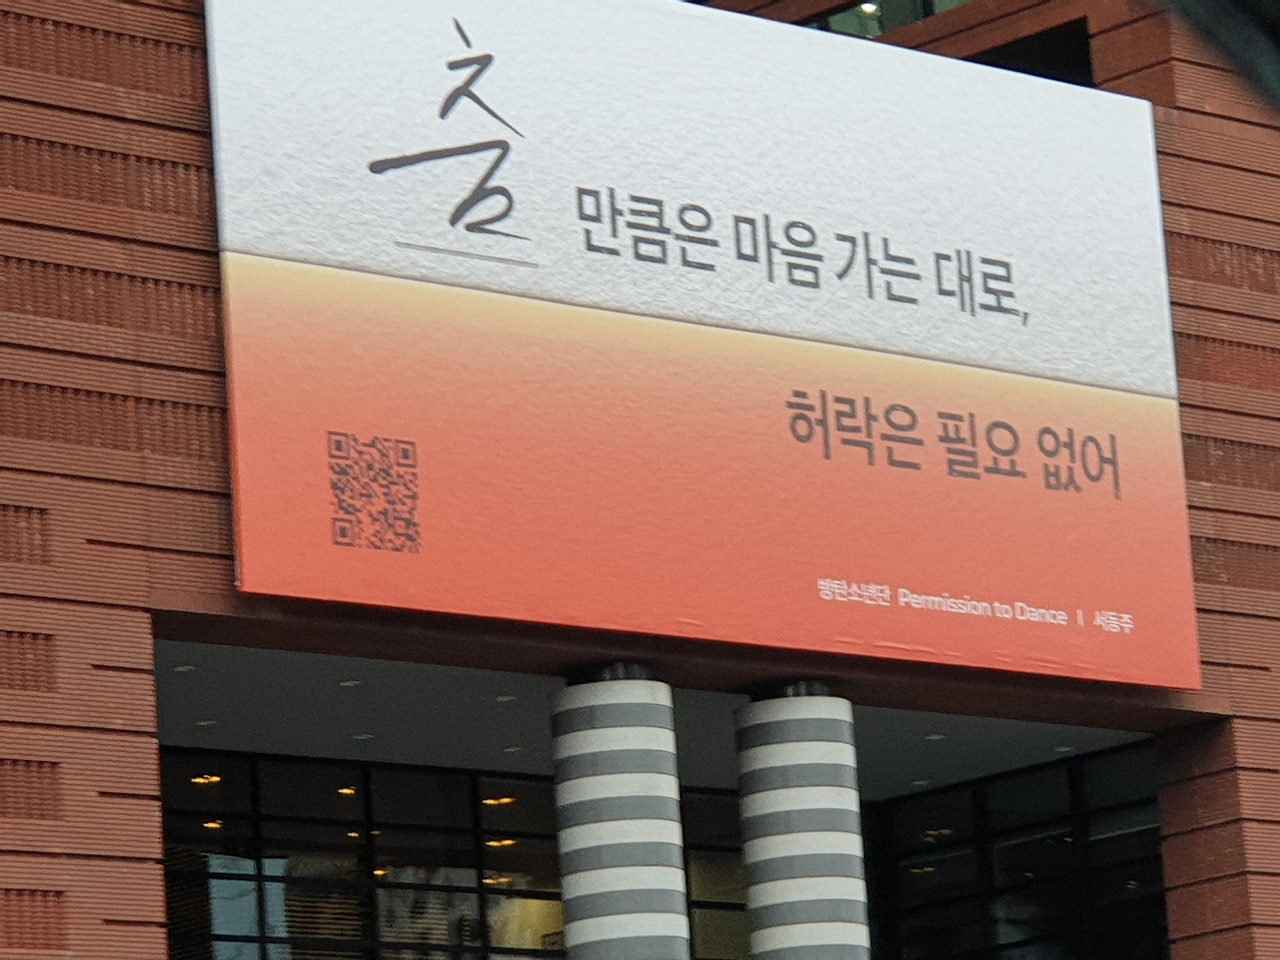 춤만큼은 마음 가는 대로,
허락은 필요 없어
방탄소년단 Permission to Dance | 서동주